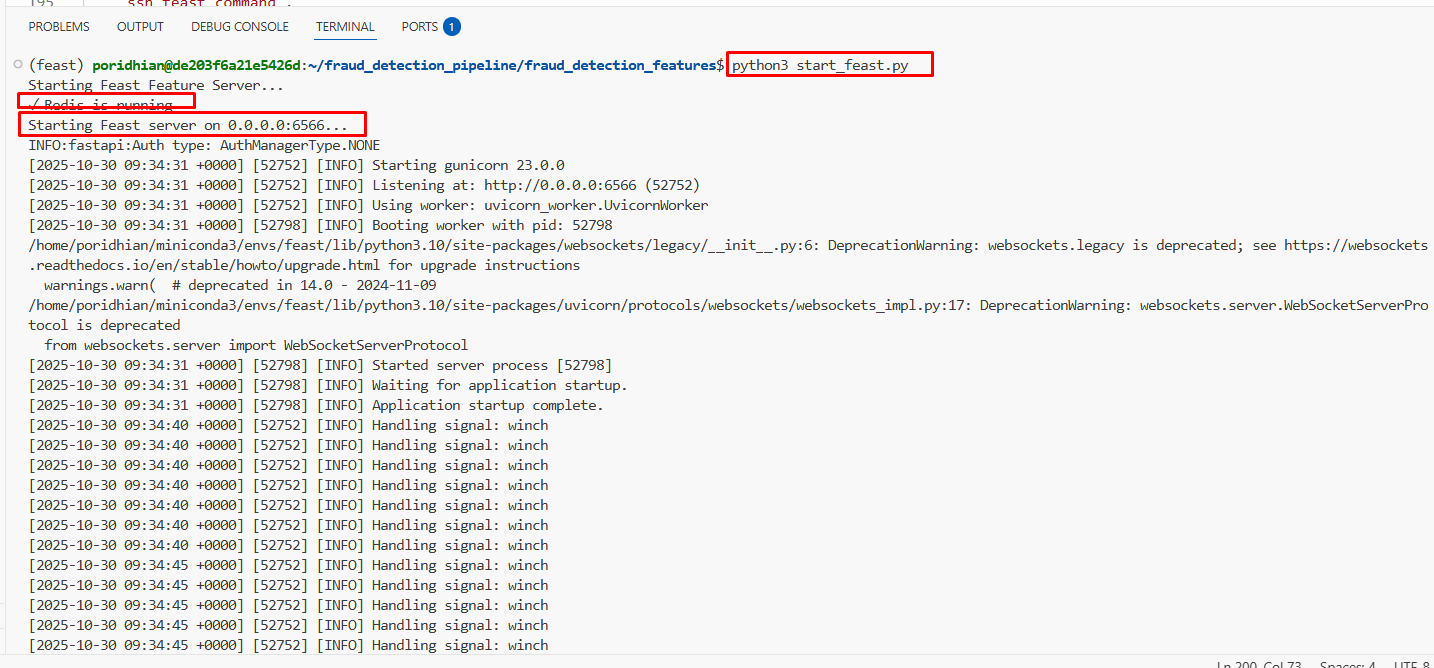 195 ssh feast command .
PROBLEMS OUTPUT DEBUG CONSOLE TERMINAL PORTS 1
(feast) poridhian@de203f6a21e5426d:~/fraud_detection_pipeline/fraud_detection_features$ python3 start_feast.py
Starting Feast Feature Server...
✓ Redis is running
Starting Feast server on 0.0.0.0:6566...
INFO:fastapi:Auth type: AuthManagerType.NONE
[2025-10-30 09:34:31 +0000] [52752] [INFO] Starting gunicorn 23.0.0
[2025-10-30 09:34:31 +0000] [52752] [INFO] Listening at: http://0.0.0.0:6566 (52752)
[2025-10-30 09:34:31 +0000] [52752] [INFO] Using worker: uvicorn_worker.UvicornWorker
[2025-10-30 09:34:31 +0000] [52798] [INFO] Booting worker with pid: 52798
/home/poridhian/miniconda3/envs/feast/lib/python3.10/site-packages/websockets/legacy/__init__.py:6: DeprecationWarning: websockets.legacy is deprecated; see https://websockets
.readthedocs.io/en/stable/howto/upgrade.html for upgrade instructions
warnings.warn(  # deprecated in 14.0 - 2024-11-09
/home/poridhian/miniconda3/envs/feast/lib/python3.10/site-packages/uvicorn/protocols/websockets/websockets_impl.py:17: DeprecationWarning: websockets.server.WebSocketServerPro
tocol is deprecated
from websockets.server import WebSocketServerProtocol
[2025-10-30 09:34:31 +0000] [52798] [INFO] Started server process [52798]
[2025-10-30 09:34:31 +0000] [52798] [INFO] Waiting for application startup.
[2025-10-30 09:34:31 +0000] [52798] [INFO] Application startup complete.
[2025-10-30 09:34:40 +0000] [52752] [INFO] Handling signal: winch
[2025-10-30 09:34:40 +0000] [52752] [INFO] Handling signal: winch
[2025-10-30 09:34:40 +0000] [52752] [INFO] Handling signal: winch
[2025-10-30 09:34:40 +0000] [52752] [INFO] Handling signal: winch
[2025-10-30 09:34:40 +0000] [52752] [INFO] Handling signal: winch
[2025-10-30 09:34:40 +0000] [52752] [INFO] Handling signal: winch
[2025-10-30 09:34:40 +0000] [52752] [INFO] Handling signal: winch
[2025-10-30 09:34:45 +0000] [52752] [INFO] Handling signal: winch
[2025-10-30 09:34:45 +0000] [52752] [INFO] Handling signal: winch
[2025-10-30 09:34:45 +0000] [52752] [INFO] Handling signal: winch
[2025-10-30 09:34:45 +0000] [52752] [INFO] Handling signal: winch
[2025-10-30 09:34:45 +0000] [52752] [INFO] Handling signal: winch
Ln 200, Col 73 Spaces: 4 UTF-8